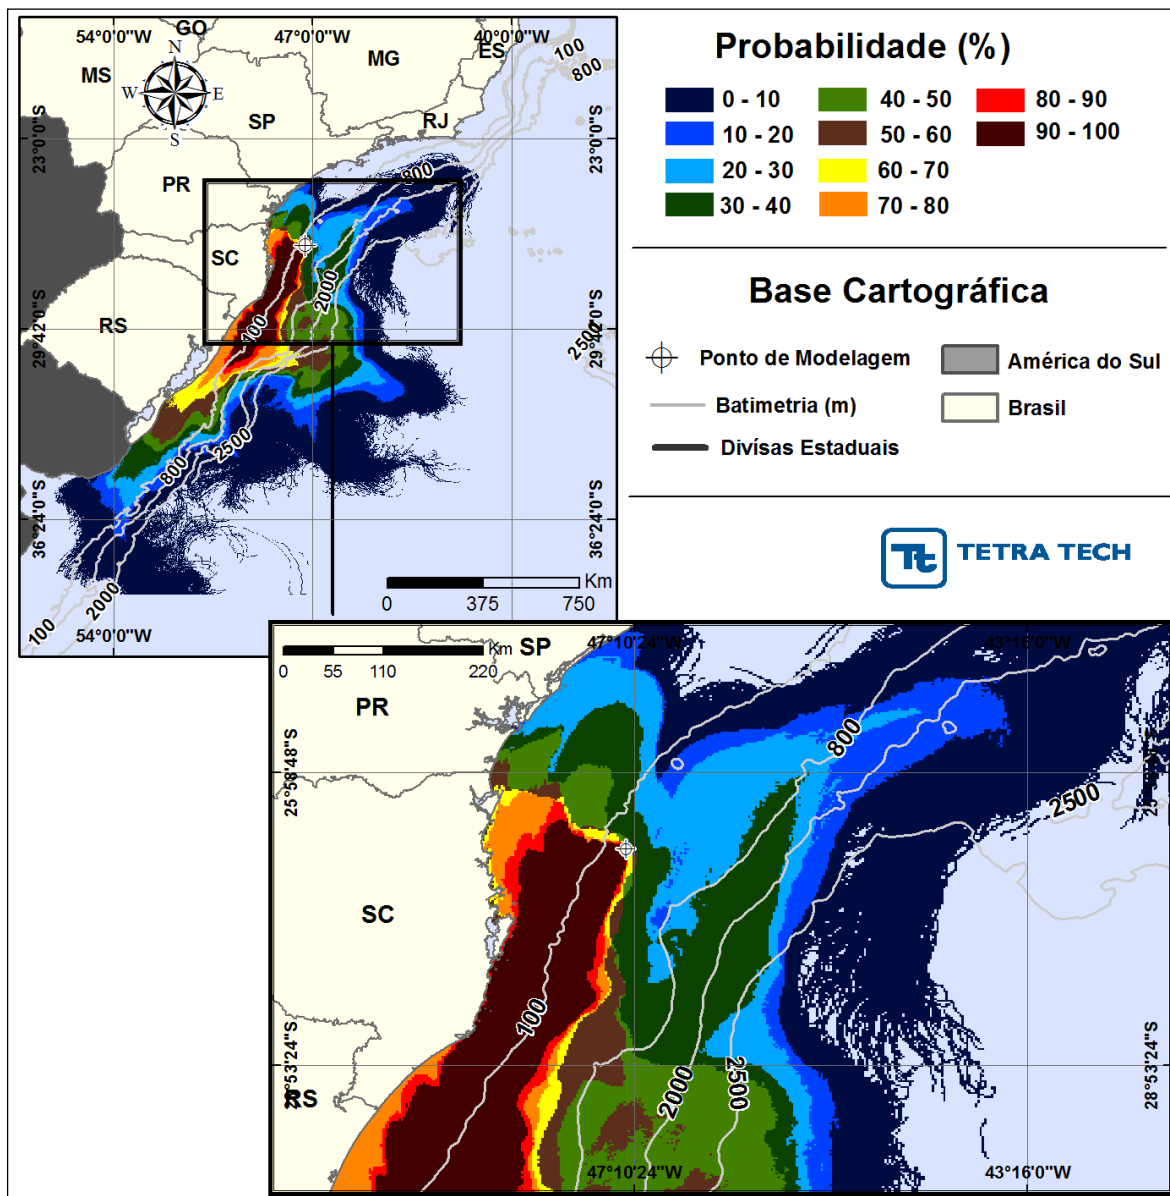 GO
54°0'0"W
47°0'0"W
40°0'0"W
ES
100
800
MG
MS
N
W
E
S
SP
RJ
23°0'0"S
23°0'0"S
PR
800
SC
2000
RS
100
29°42'0"S
29°42'0"S
2500
2500
800
36°24'0"S
36°24'0"S
2000
100
54°0'0"W
Km
0 375 750
Probabilidade (%)
0 - 10
10 - 20
20 - 30
30 - 40
40 - 50
50 - 60
60 - 70
70 - 80
80 - 90
90 - 100
Base Cartográfica
Ponto de Modelagem
América do Sul
Batimetria (m)
Brasil
Divísas Estaduais
Tt TETRA TECH
47°10'24"W
43°16'0"W
SP
Km
0 55 110 220
PR
800
25°58'48"S
2500
SC
100
28°53'24"S
2000
2500
28°53'24"S
RS
47°10'24"W
43°16'0"W